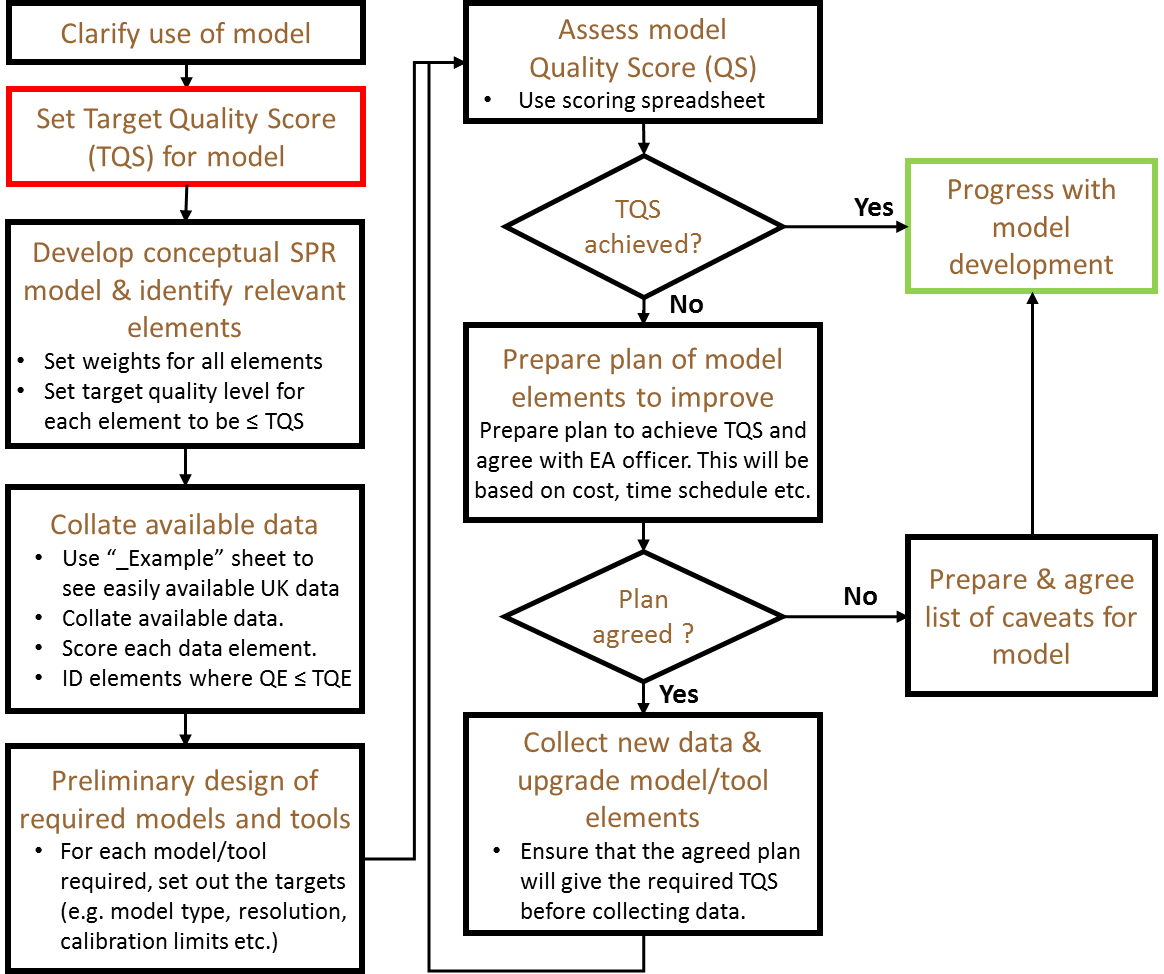 Clarify use of model
Set Target Quality Score
(TQS) for model
Develop conceptual SPR
model & identify relevant
elements
• Set weights for all elements
• Set target quality level for
each element to be ≤ TQS
Collate available data
• Use “_Example” sheet to
see easily available UK data
• Collate available data.
• Score each data element.
• ID elements where QE ≤ TQE
Preliminary design of
required models and tools
• For each model/tool
required, set out the targets
(e.g. model type, resolution,
calibration limits etc.)
Assess model
Quality Score (QS)
• Use scoring spreadsheet
TQS
achieved?
Yes
No
Progress with
model
development
Prepare plan of model
elements to improve
Prepare plan to achieve TQS and
agree with EA officer. This will be
based on cost, time schedule etc.
Plan
agreed ?
No
Yes
Prepare & agree
list of caveats for
model
Collect new data &
upgrade model/tool
elements
• Ensure that the agreed plan
will give the required TQS
before collecting data.